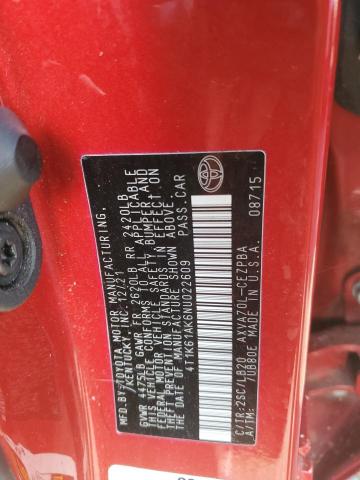 MFD.BY:TOYOTA MOTOR MANUFACTURING
KENTUCKY, INC. 12/21
GVWR 4475LB GAWR FR 2620LB RR 2420LB
THIS VEHICLE CONFORMS TO ALL APPLICABLE
FEDERAL MOTOR VEHICLE SAFETY BUMPER, AND
THEFT PREVENTION STANDARDS IN EFFECT ON
THE DATE OF MANUFACTURE SHOWN ABOVE.
4T1K61AK6NU022609 PASS.CAR
C/TR:2SC/LB20 AXVA70L-CEZPBA
A/TM: /UB80E MADE IN U.S.A. 08715